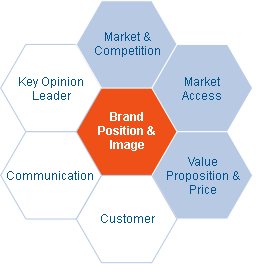 Market &
Competition
Key Opinion
Leader
Market
Access
Brand
Position &
Image
Communication
Value
Proposition &
Price
Customer